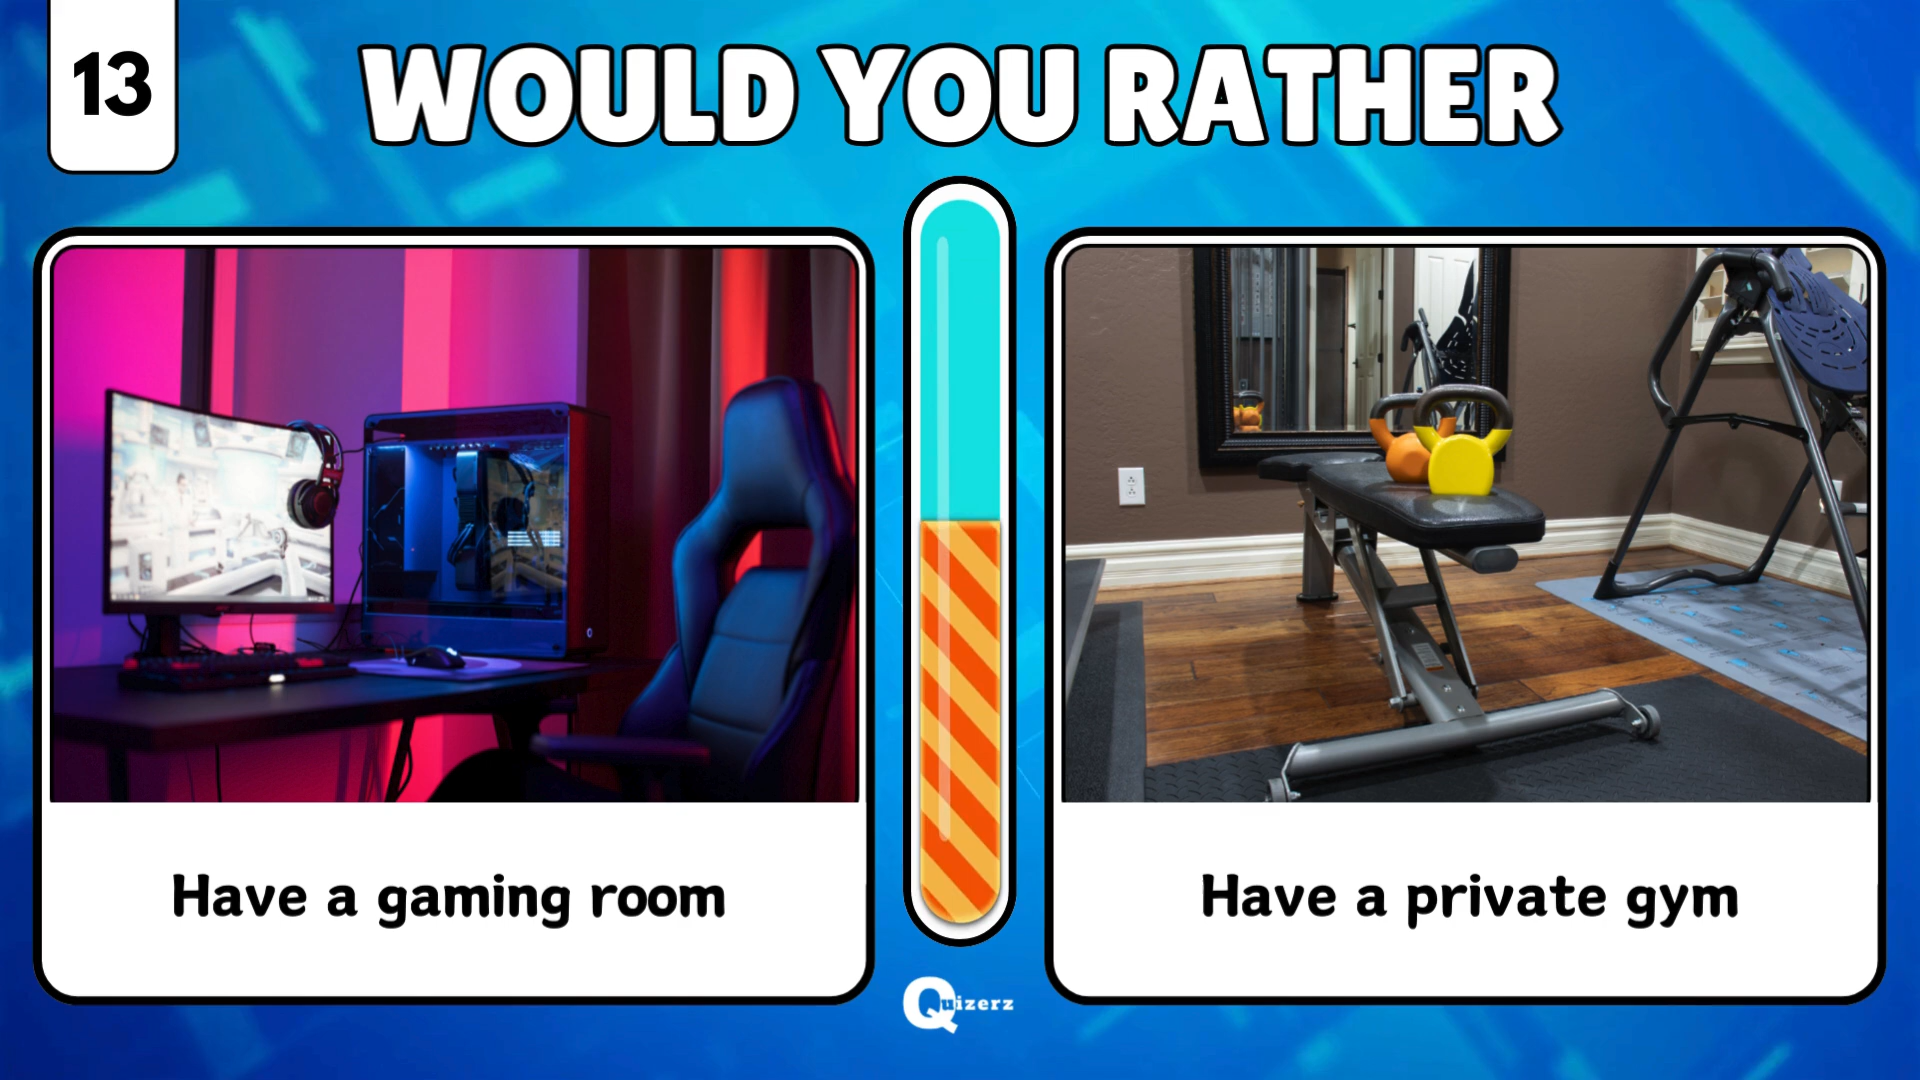 13
WOULD YOU RATHER
Have a gaming room
Have a private gym
Quizerz